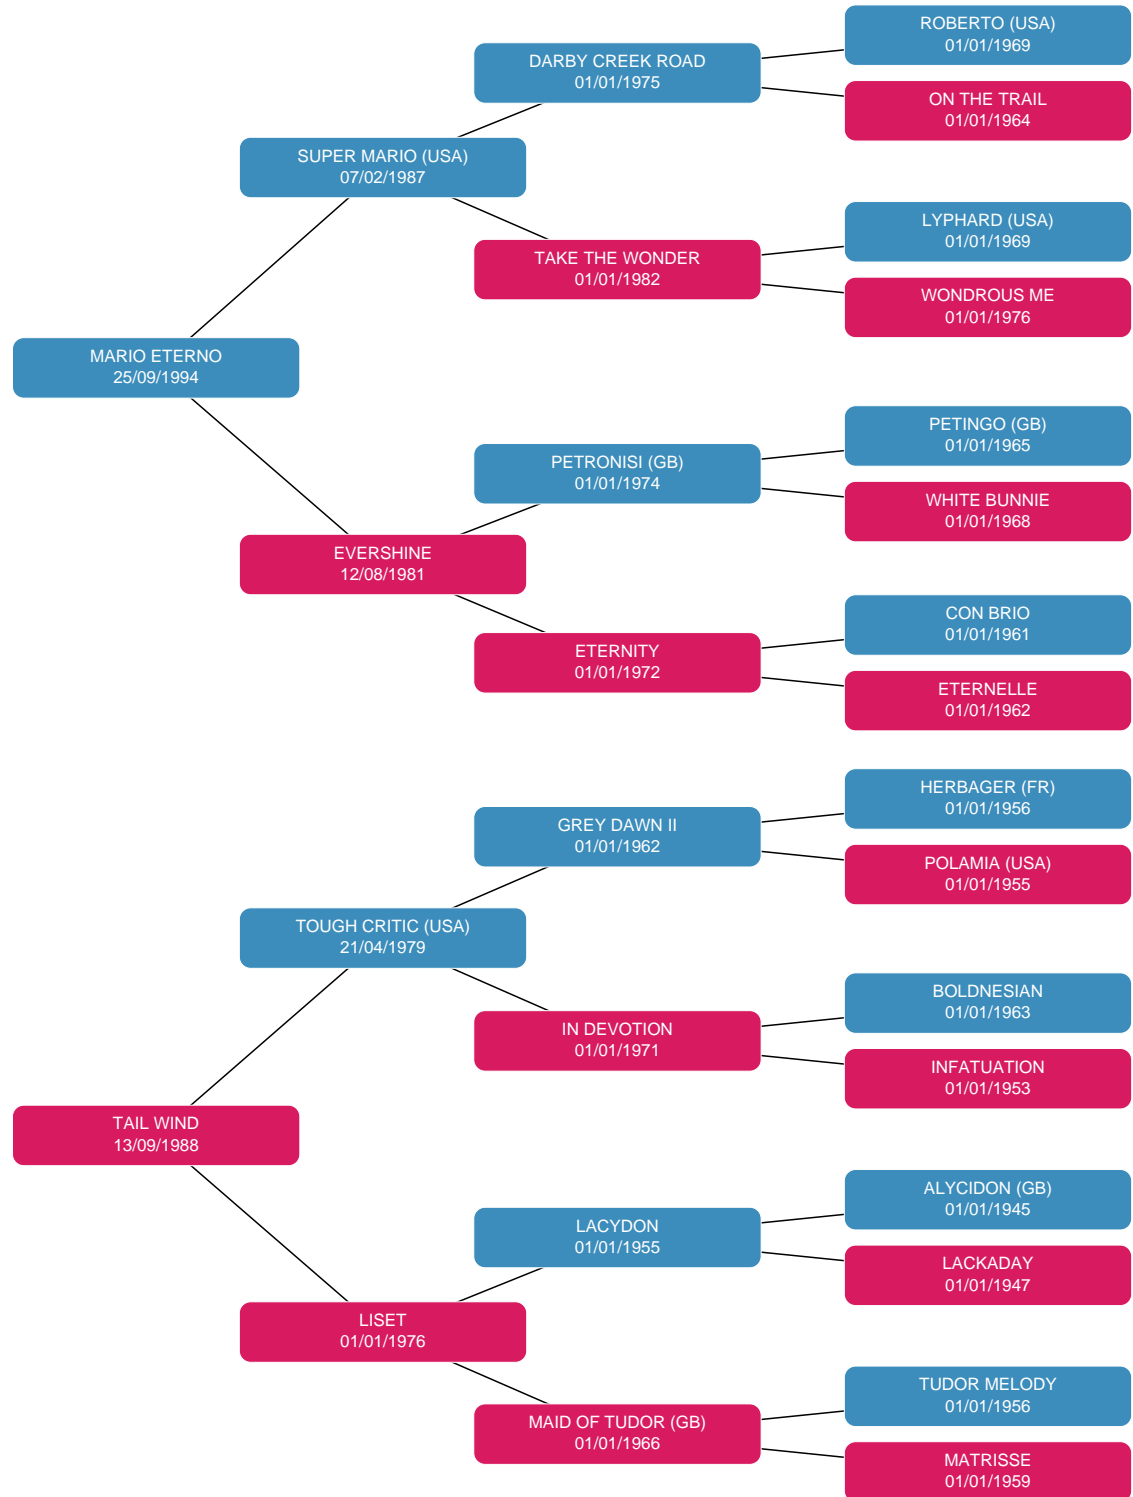 ROBERTO (USA)
01/01/1969
DARBY CREEK ROAD
01/01/1975
ON THE TRAIL
01/01/1964
SUPER MARIO (USA)
07/02/1987
LYPHARD (USA)
01/01/1969
TAKE THE WONDER
01/01/1982
WONDROUS ME
01/01/1976
MARIO ETERNO
25/09/1994
PETINGO (GB)
01/01/1965
PETRONISI (GB)
01/01/1974
WHITE BUNNIE
01/01/1968
EVERSHINE
12/08/1981
CON BRIO
01/01/1961
ETERNITY
01/01/1972
ETERNELLE
01/01/1962
HERBAGER (FR)
01/01/1956
GREY DAWN II
01/01/1962
POLAMIA (USA)
01/01/1955
TOUGH CRITIC (USA)
21/04/1979
BOLDNESIAN
01/01/1963
IN DEVOTION
01/01/1971
INFATUATION
01/01/1953
TAIL WIND
13/09/1988
ALYCIDON (GB)
01/01/1945
LACYDON
01/01/1955
LACKADAY
01/01/1947
LISET
01/01/1976
TUDOR MELODY
01/01/1956
MAID OF TUDOR (GB)
01/01/1966
MATRISSE
01/01/1959